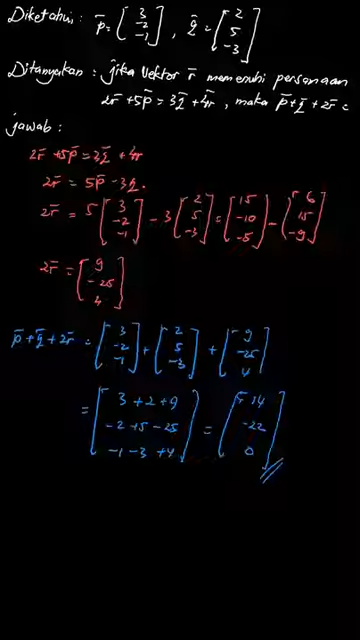 Diketahui: p̄ = [3 -2 -1], q̄ = [2 5 -3]
Ditanyakan: jika Vektor r̄ memenuhi persamaan
2r̄ + 5p̄ = 3q̄ + 4r̄, maka p̄ + q̄ + 2r̄ =
jawab:
2r̄ + 5p̄ = 3q̄ + 4r̄
2r̄ = 5p̄ - 3q̄.
2r̄ = 5 [3 -2 -1] - 3 [2 5 -3] = [15 -10 -5] - [6 15 -9]
2r̄ = [9 -25 4]
p̄ + q̄ + 2r̄ = [3 -2 -1] + [2 5 -3] + [9 -25 4]
= [3+2+9 -2+5-25 -1-3+4] = [14 -22 0]